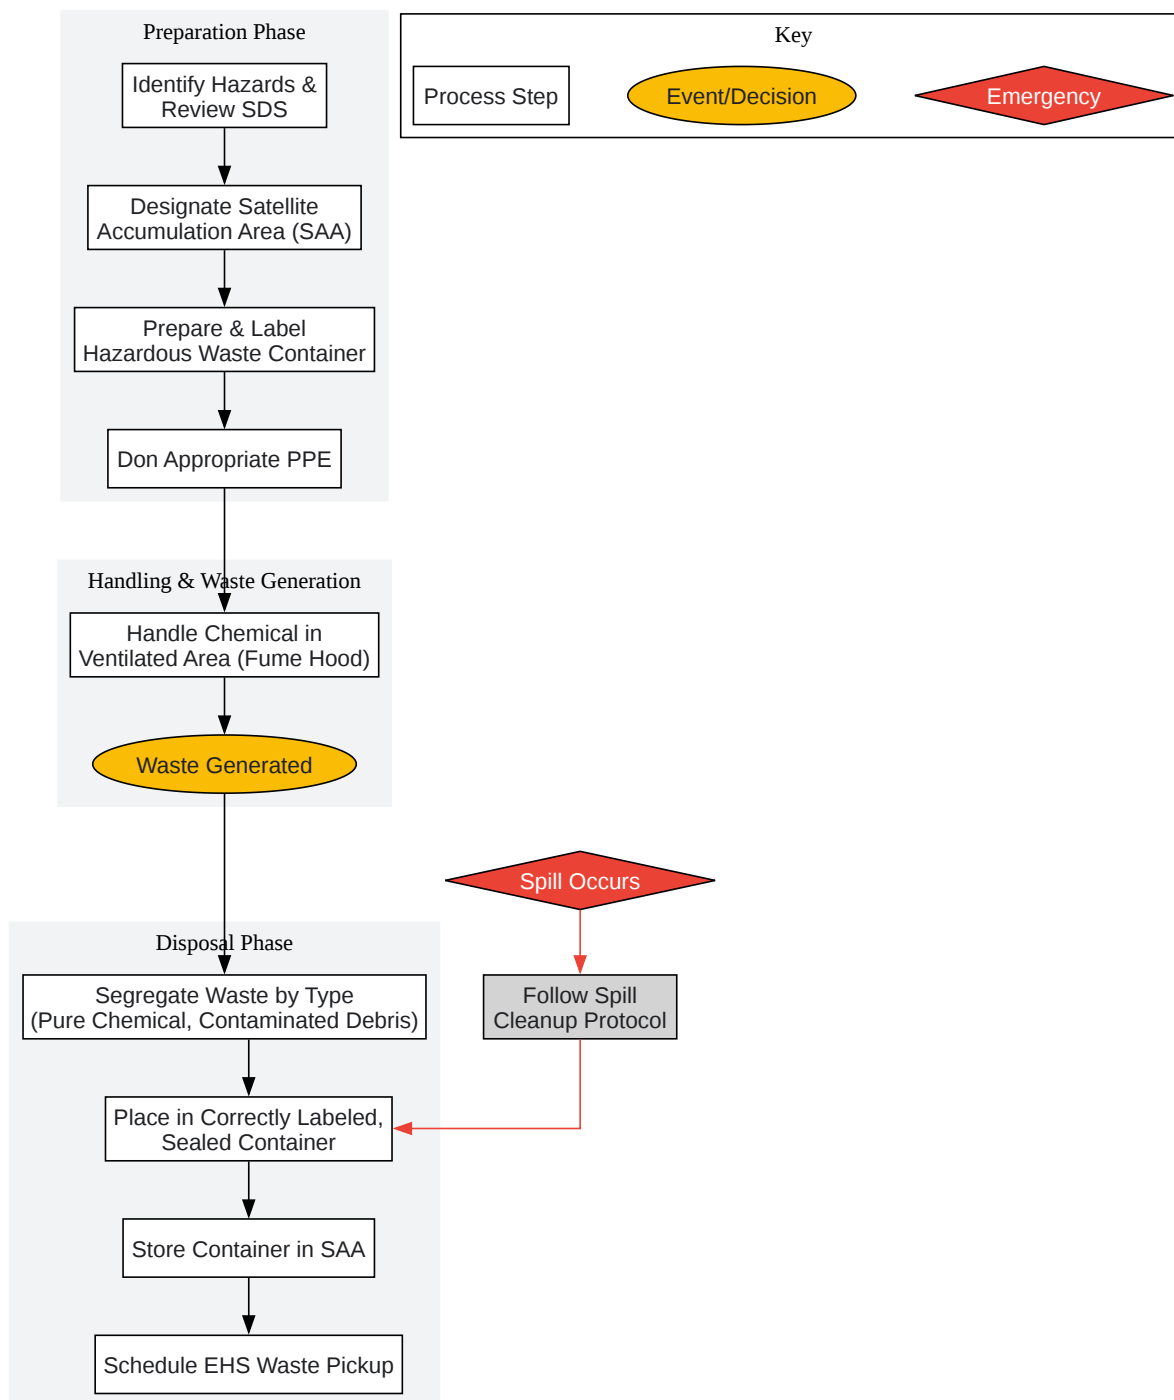 Preparation Phase
Identify Hazards &
Review SDS
Designate Satellite
Accumulation Area (SAA)
Prepare & Label
Hazardous Waste Container
Don Appropriate PPE
Key
Process Step
Event/Decision
Emergency
Handling & Waste Generation
Handle Chemical in
Ventilated Area (Fume Hood)
Waste Generated
Spill Occurs
Follow Spill
Cleanup Protocol
Disposal Phase
Segregate Waste by Type
(Pure Chemical, Contaminated Debris)
Place in Correctly Labeled,
Sealed Container
Store Container in SAA
Schedule EHS Waste Pickup